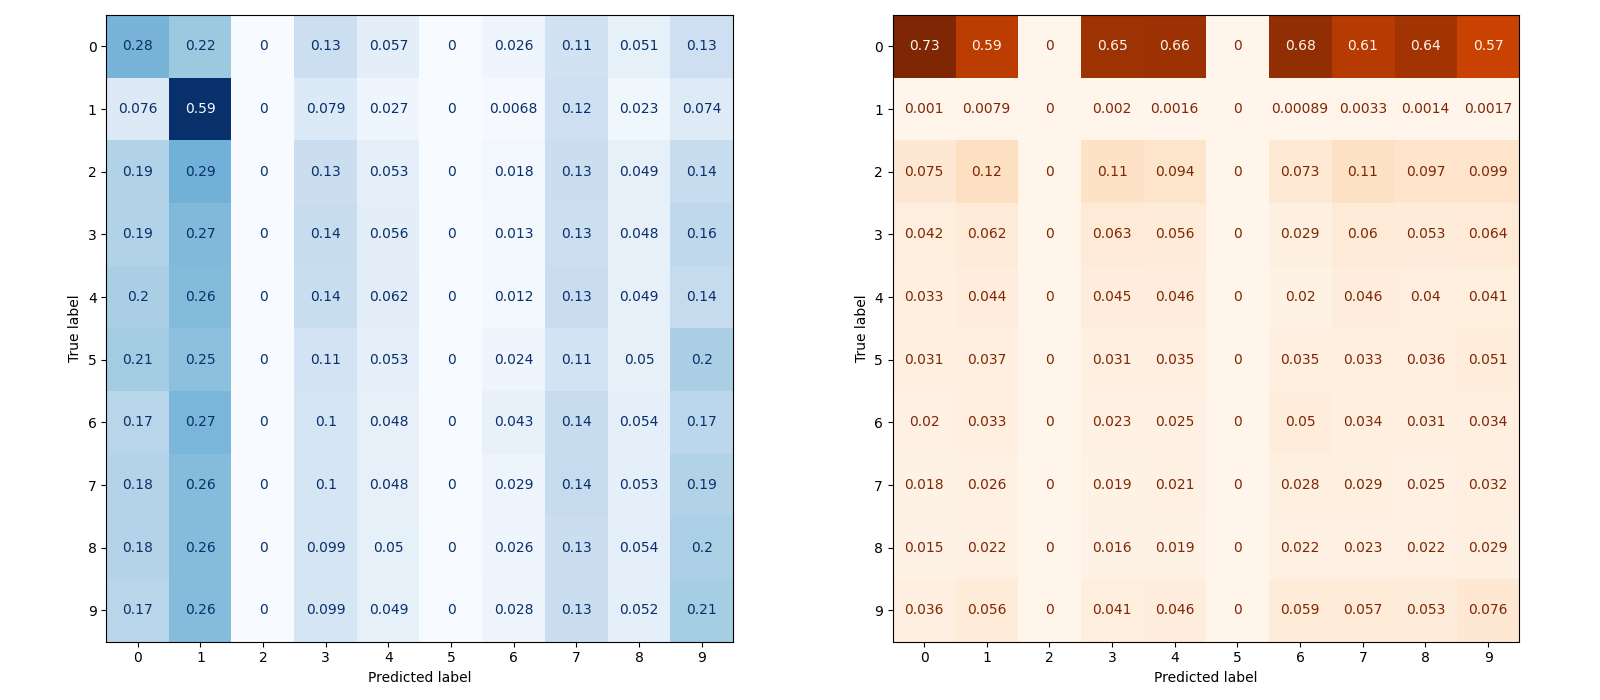 0 0.28 0.22 0 0.13 0.057 0 0.026 0.11 0.051 0.13
1 0.076 0.59 0 0.079 0.027 0 0.0068 0.12 0.023 0.074
2 0.19 0.29 0 0.13 0.053 0 0.018 0.13 0.049 0.14
3 0.19 0.27 0 0.14 0.056 0 0.013 0.13 0.048 0.16
4 0.2 0.26 0 0.14 0.062 0 0.012 0.13 0.049 0.14
5 0.21 0.25 0 0.11 0.053 0 0.024 0.11 0.05 0.2
6 0.17 0.27 0 0.1 0.048 0 0.043 0.14 0.054 0.17
7 0.18 0.26 0 0.1 0.048 0 0.029 0.14 0.053 0.19
8 0.18 0.26 0 0.099 0.05 0 0.026 0.13 0.054 0.2
9 0.17 0.26 0 0.099 0.049 0 0.028 0.13 0.052 0.21
0 1 2 3 4 5 6 7 8 9
Predicted label
True label
0 0.73 0.59 0 0.65 0.66 0 0.68 0.61 0.64 0.57
1 0.001 0.0079 0 0.002 0.0016 0 0.00089 0.0033 0.0014 0.0017
2 0.075 0.12 0 0.11 0.094 0 0.073 0.11 0.097 0.099
3 0.042 0.062 0 0.063 0.056 0 0.029 0.06 0.053 0.064
4 0.033 0.044 0 0.045 0.046 0 0.02 0.046 0.04 0.041
5 0.031 0.037 0 0.031 0.035 0 0.035 0.033 0.036 0.051
6 0.02 0.033 0 0.023 0.025 0 0.05 0.034 0.031 0.034
7 0.018 0.026 0 0.019 0.021 0 0.028 0.029 0.025 0.032
8 0.015 0.022 0 0.016 0.019 0 0.022 0.023 0.022 0.029
9 0.036 0.056 0 0.041 0.046 0 0.059 0.057 0.053 0.076
0 1 2 3 4 5 6 7 8 9
Predicted label
True label